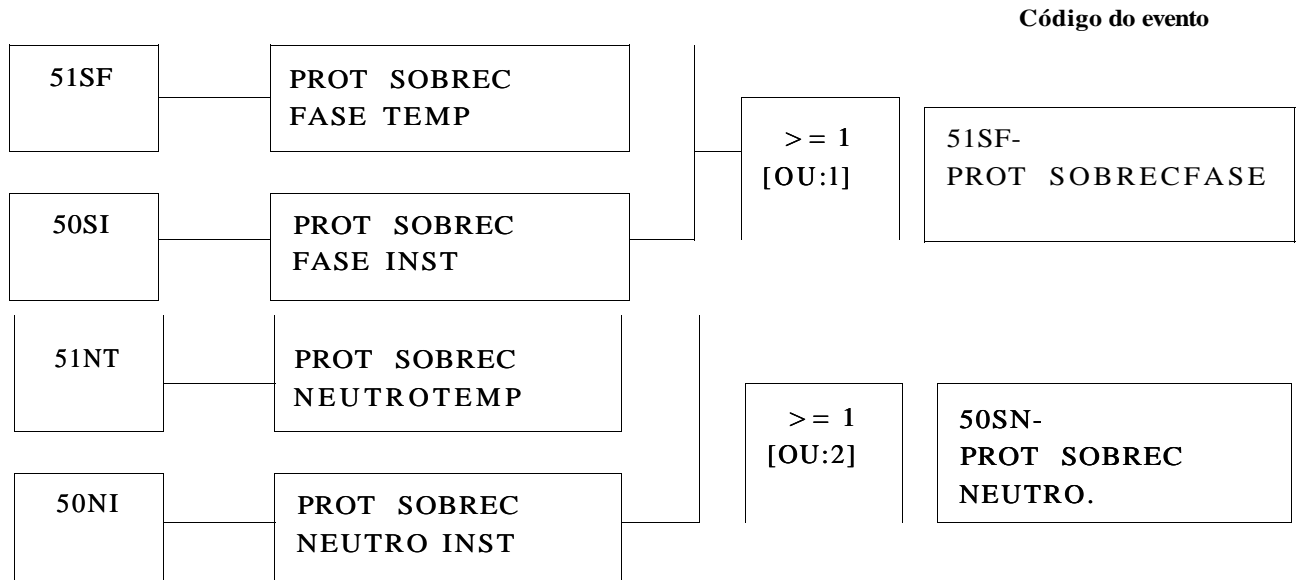 Código do evento
51SF
PROT SOBREC
FASE TEMP
>= 1
[OU:1]
51SF-
PROT SOBRECFASE
50SI
PROT SOBREC
FASE INST
51NT
PROT SOBREC
NEUTROTEMP
>= 1
[OU:2]
50SN-
PROT SOBREC
NEUTRO.
50NI
PROT SOBREC
NEUTRO INST